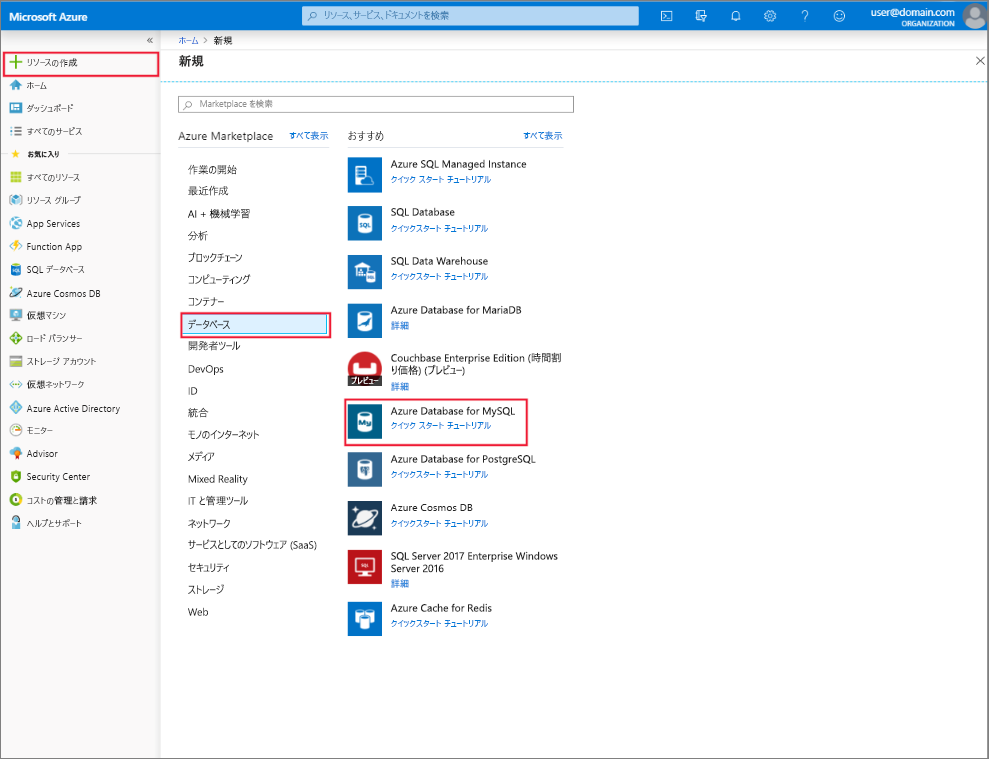 Microsoft Azure
リソース、サービス、ドキュメントを検索
user@domain.com
ORGANIZATION
«
リソースの作成
ホーム
ダッシュボード
すべてのサービス
お気に入り
すべてのリソース
リソース グループ
App Services
Function App
SQL データベース
Azure Cosmos DB
仮想マシン
ロード バランサー
ストレージ アカウント
仮想ネットワーク
Azure Active Directory
モニター
Advisor
Security Center
コストの管理と請求
ヘルプとサポート
ホーム > 新規
新規
Marketplace を検索
Azure Marketplace すべて表示
作業の開始
最近作成
AI + 機械学習
分析
ブロックチェーン
コンピューティング
コンテナー
データベース
開発者ツール
DevOps
ID
統合
モノのインターネット
メディア
Mixed Reality
IT と管理ツール
ネットワーク
サービスとしてのソフトウェア (SaaS)
セキュリティ
ストレージ
Web
おすすめ すべて表示
Azure SQL Managed Instance
クイック スタート チュートリアル
SQL
SQL Database
クイックスタート チュートリアル
SQL Data Warehouse
クイックスタート チュートリアル
Azure Database for MariaDB
詳細
プレビュー
Couchbase Enterprise Edition (時間割
り価格) (プレビュー)
詳細
My
Azure Database for MySQL
クイック スタート チュートリアル
Azure Database for PostgreSQL
クイックスタート チュートリアル
Azure Cosmos DB
クイックスタート チュートリアル
SQL
SQL Server 2017 Enterprise Windows
Server 2016
詳細
Azure Cache for Redis
クイックスタート チュートリアル